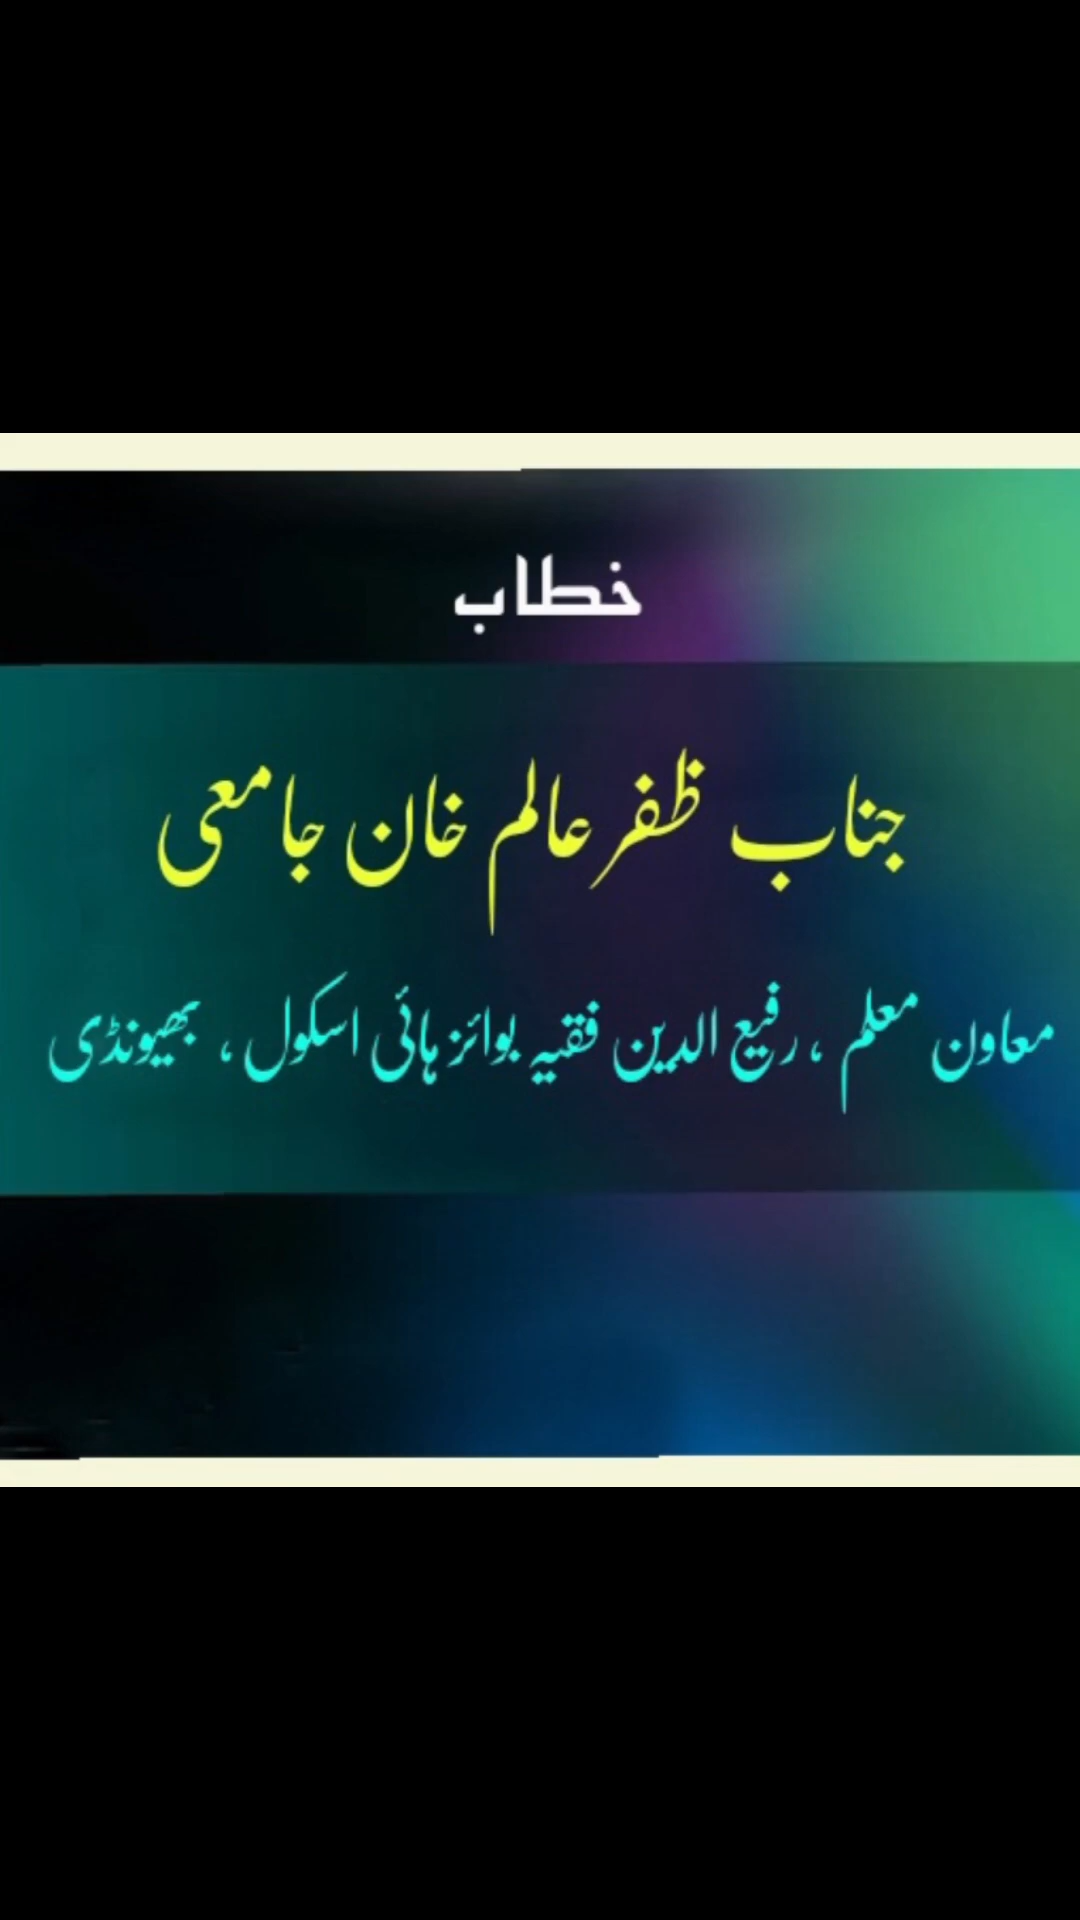 خطاب
جناب ظفر عالم خان جامعی
معاون معلم ، رفیع الدین فقیہ بوائز ہائی اسکول ، بھیونڈی